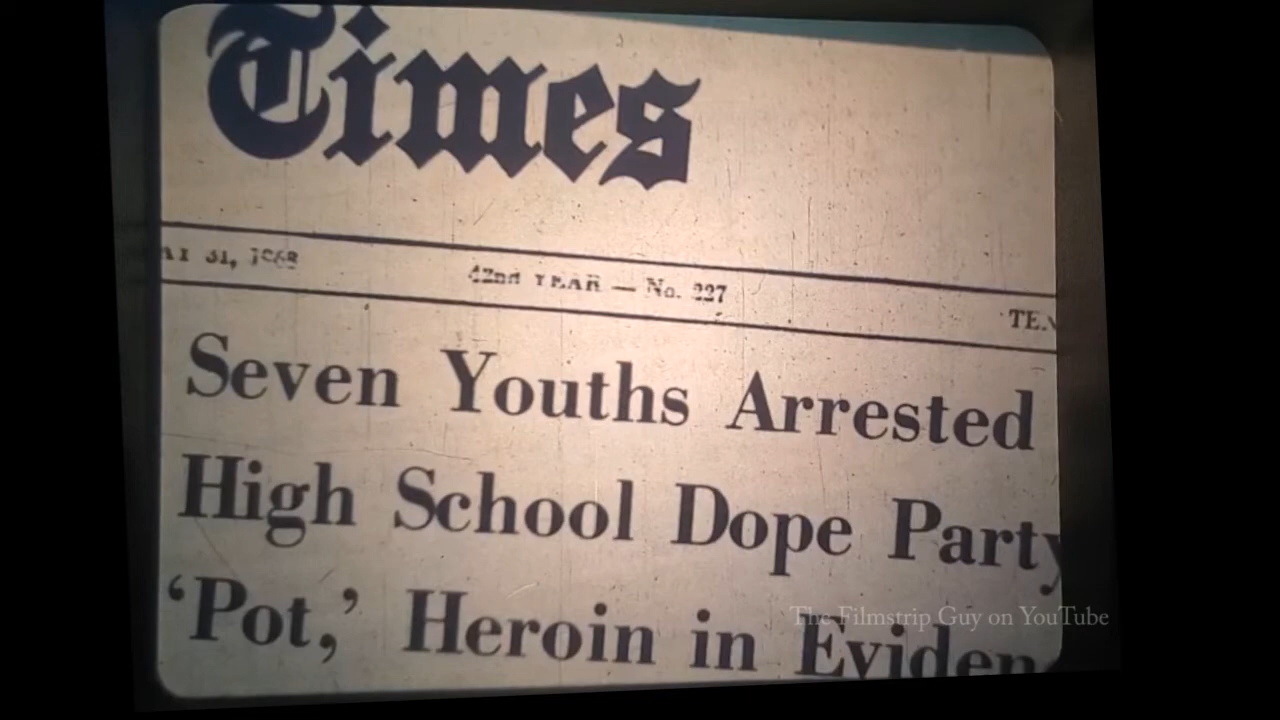 Times
31, 1968
42nd YEAR — No. 227
Seven Youths Arrested
High School Dope Party
'Pot,' Heroin in Eviden
The Filmstrip Guy on YouTube